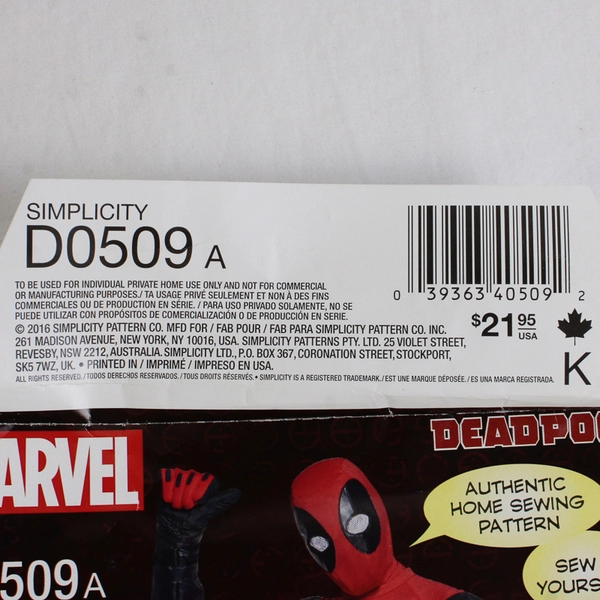 SIMPLICITY
D0509 A
TO BE USED FOR INDIVIDUAL PRIVATE HOME USE ONLY AND NOT FOR COMMERCIAL
OR MANUFACTURING PURPOSES./ TA USAGE PRIVÉ SEULEMENT ET NON À DES FINS
COMMERCIALES OU DE PRODUCTION EN SÉRIE. / PARA USO PRIVADO SOLAMENTE, NO SE
PUEDE UTILIZAR CON PROPÓSITOS DE COMERCIALIZACIÓN O DE PRODUCCIÓN EN SERIE.
© 2016 SIMPLICITY PATTERN CO. MFD FOR / FAB POUR / FAB PARA SIMPLICITY PATTERN CO. INC.
261 MADISON AVENUE, NEW YORK, NY 10016, USA. SIMPLICITY PATTERNS PTY. LTD. 25 VIOLET STREET,
REVESBY, NSW 2212, AUSTRALIA. SIMPLICITY LTD., P.O. BOX 367, CORONATION STREET, STOCKPORT,
SK5 7WZ, UK. • PRINTED IN / IMPRIMÉ / IMPRESO EN USA.
ALL RIGHTS RESERVED./TODOS DERECHOS RESERVADOS./TOUS DROITS RÉSERVÉS. • SIMPLICITY IS A REGISTERED TRADEMARK./EST UNE MARQUE DÉPOSÉE./ES UNA MARCA REGISTRADA.
0 39363 40509 2
$21.95 USA
K
ARVEL
DEADPOO
AUTHENTIC
HOME SEWING
PATTERN
SEW
YOURS
509 A